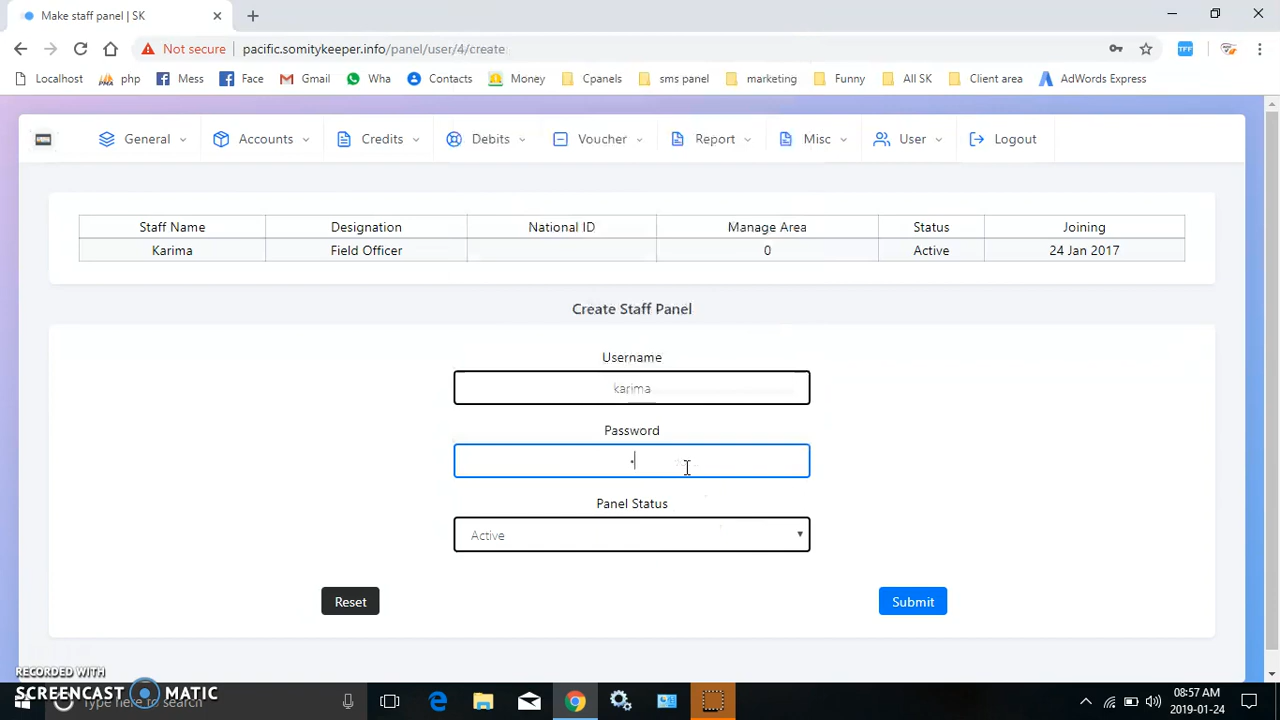 Make staff panel | SK
Not secure | pacific.somitykeeper.info/panel/user/4/create
Localhost php Mess Face Gmail Wha Contacts Money Cpanels sms panel marketing Funny All SK Client area AdWords Express
General Accounts Credits Debits Voucher Report Misc User Logout
Staff Name Designation National ID Manage Area Status Joining
Karima Field Officer 0 Active 24 Jan 2017
Create Staff Panel
Username
karima
Password
Panel Status
Active
Reset Submit
RECORDED WITH
SCREENCAST MATIC
Type here to search
08:57 AM
2019-01-24